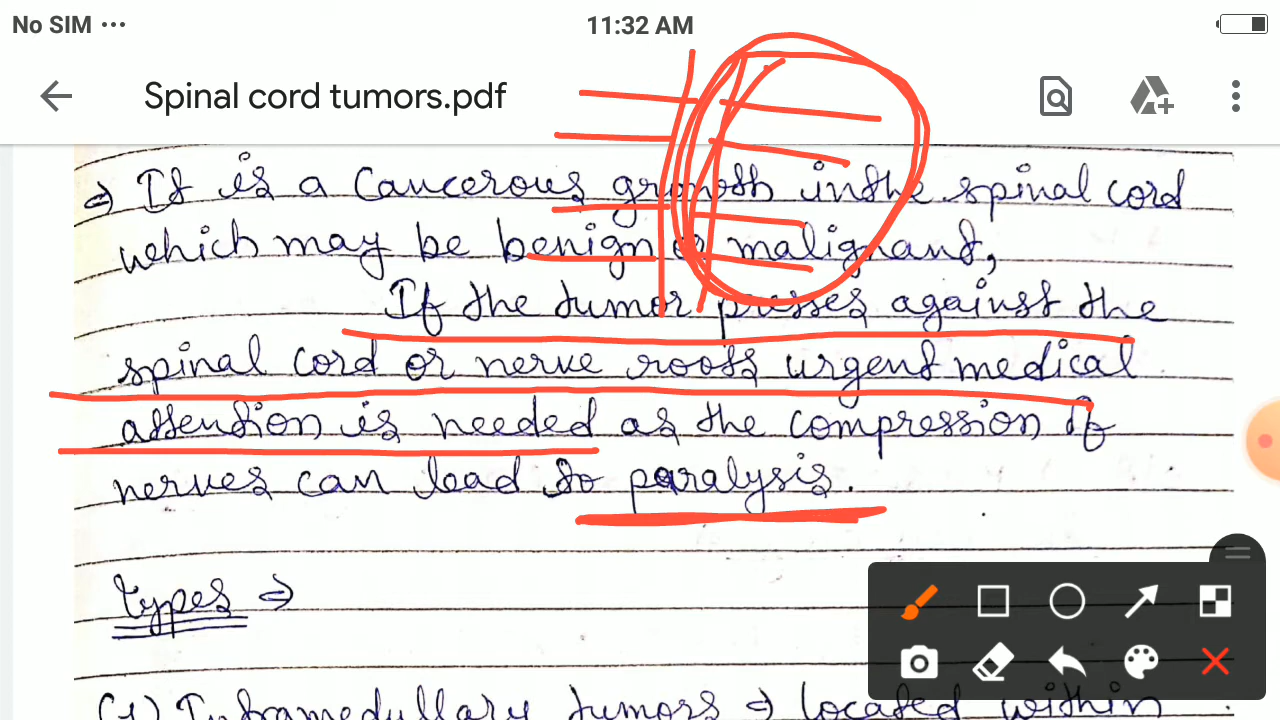 No SIM ...
11:32 AM
Spinal cord tumors.pdf
⇒ It is a Cancerous growth in the spinal cord
which may be benign or malignant,
If the tumor presses against the
spinal cord or nerve roots urgent medical
attention is needed as the compression of
nerves can lead to paralysis.
types ⇒
(1) Intramedullary tumors ⇒ located within